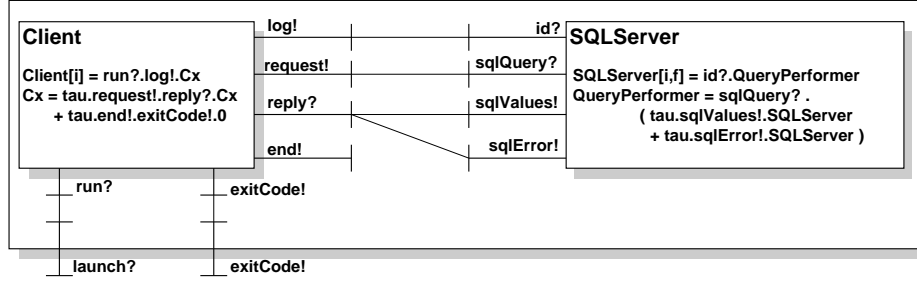 Client
Client[i] = run?.log!.Cx
Cx = tau.request!.reply?.Cx
+ tau.end!.exitCode!.0
log!
request!
reply?
end!
id?
sqlQuery?
sqlValues!
sqlError!
SQLServer
SQLServer[i,f] = id?.QueryPerformer
QueryPerformer = sqlQuery? .
( tau.sqlValues!.SQLServer
+ tau.sqlError!.SQLServer )
run?
exitCode!
launch?
exitCode!